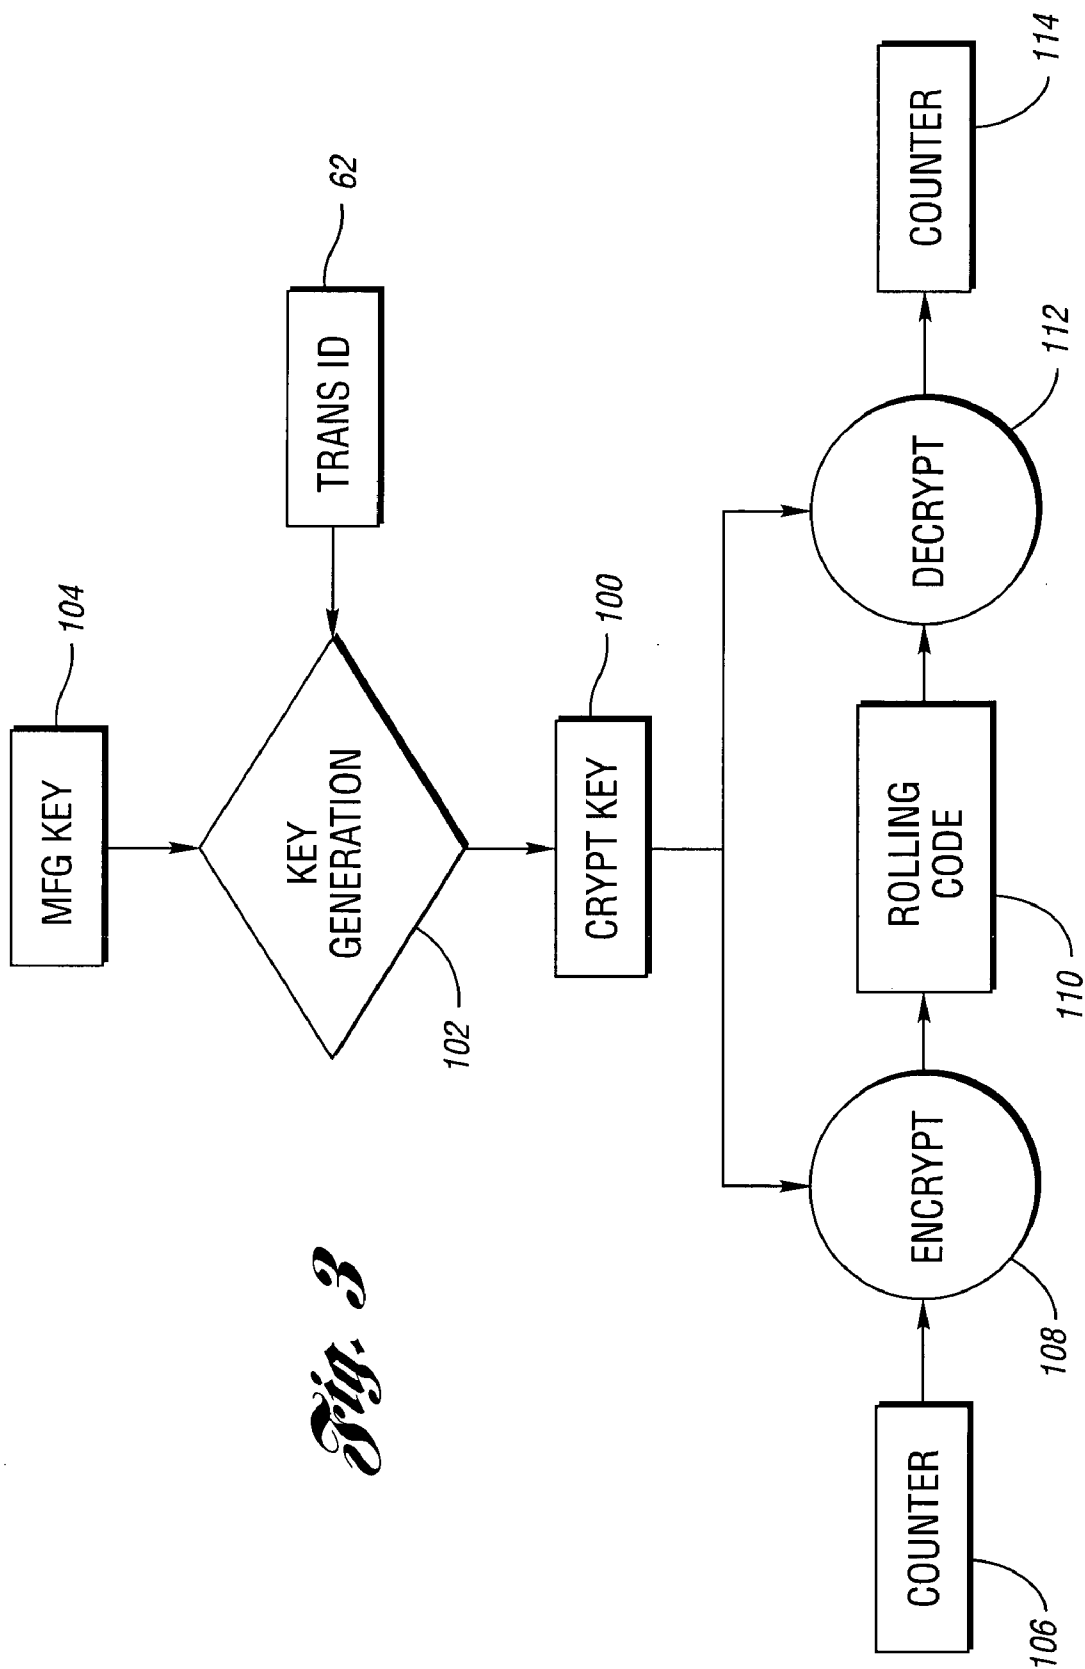 MFG KEY
104
KEY
GENERATION
102
TRANS ID
62
CRYPT KEY
100
Fig. 3
COUNTER
106
ENCRYPT
108
ROLLING
CODE
110
DECRYPT
112
COUNTER
114